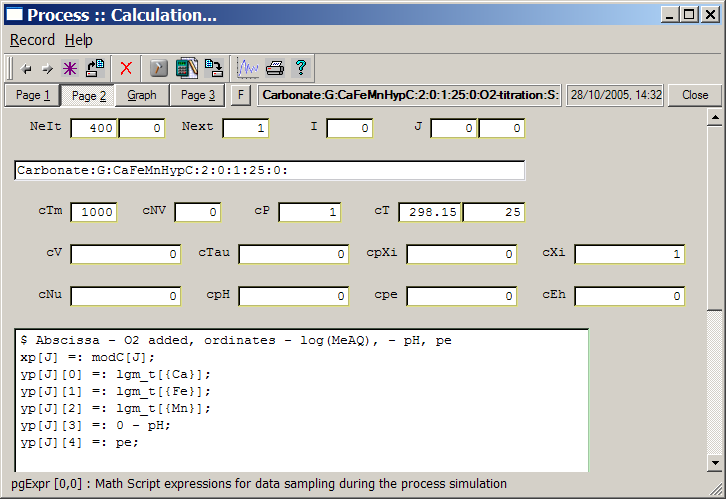 Process :: Calculation...
Record Help
Page 1 Page 2 Graph Page 3 F Carbonate:G:CaFeMnHypC:2:0:1:25:0:O2-titration:S: 28/10/2005, 14:32 Close
NeIt 400 0 Next 1 I 0 J 0 0
Carbonate:G:CaFeMnHypC:2:0:1:25:0:
cTm 1000 cNV 0 cP 1 cT 298.15 25
cV 0 cTau 0 cpXi 0 cXi 1
cNu 0 cpH 0 cpe 0 cEh 0
$ Abscissa - O2 added, ordinates - log(MeAQ), - pH, pe
xp[J] =: modC[J];
yp[J][0] =: lgm_t[{Ca}];
yp[J][1] =: lgm_t[{Fe}];
yp[J][2] =: lgm_t[{Mn}];
yp[J][3] =: 0 - pH;
yp[J][4] =: pe;
pgExpr [0,0] : Math Script expressions for data sampling during the process simulation